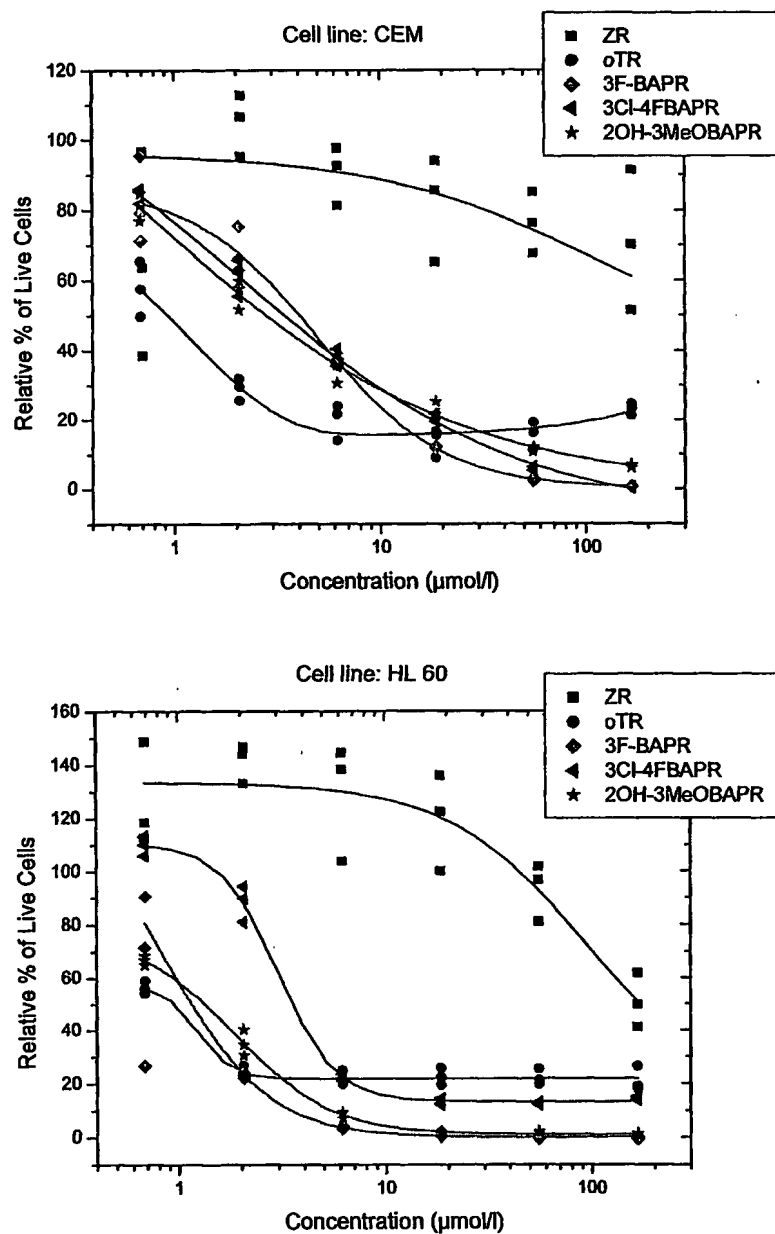 Cell line: CEM
ZR
oTR
3F-BAPR
3Cl-4FBAPR
2OH-3MeOBAPR
120
100
80
60
40
20
0
Relative % of Live Cells
1
10
100
Concentration (µmol/l)
Cell line: HL 60
ZR
oTR
3F-BAPR
3Cl-4FBAPR
2OH-3MeOBAPR
160
140
120
100
80
60
40
20
0
Relative % of Live Cells
1
10
100
Concentration (µmol/l)